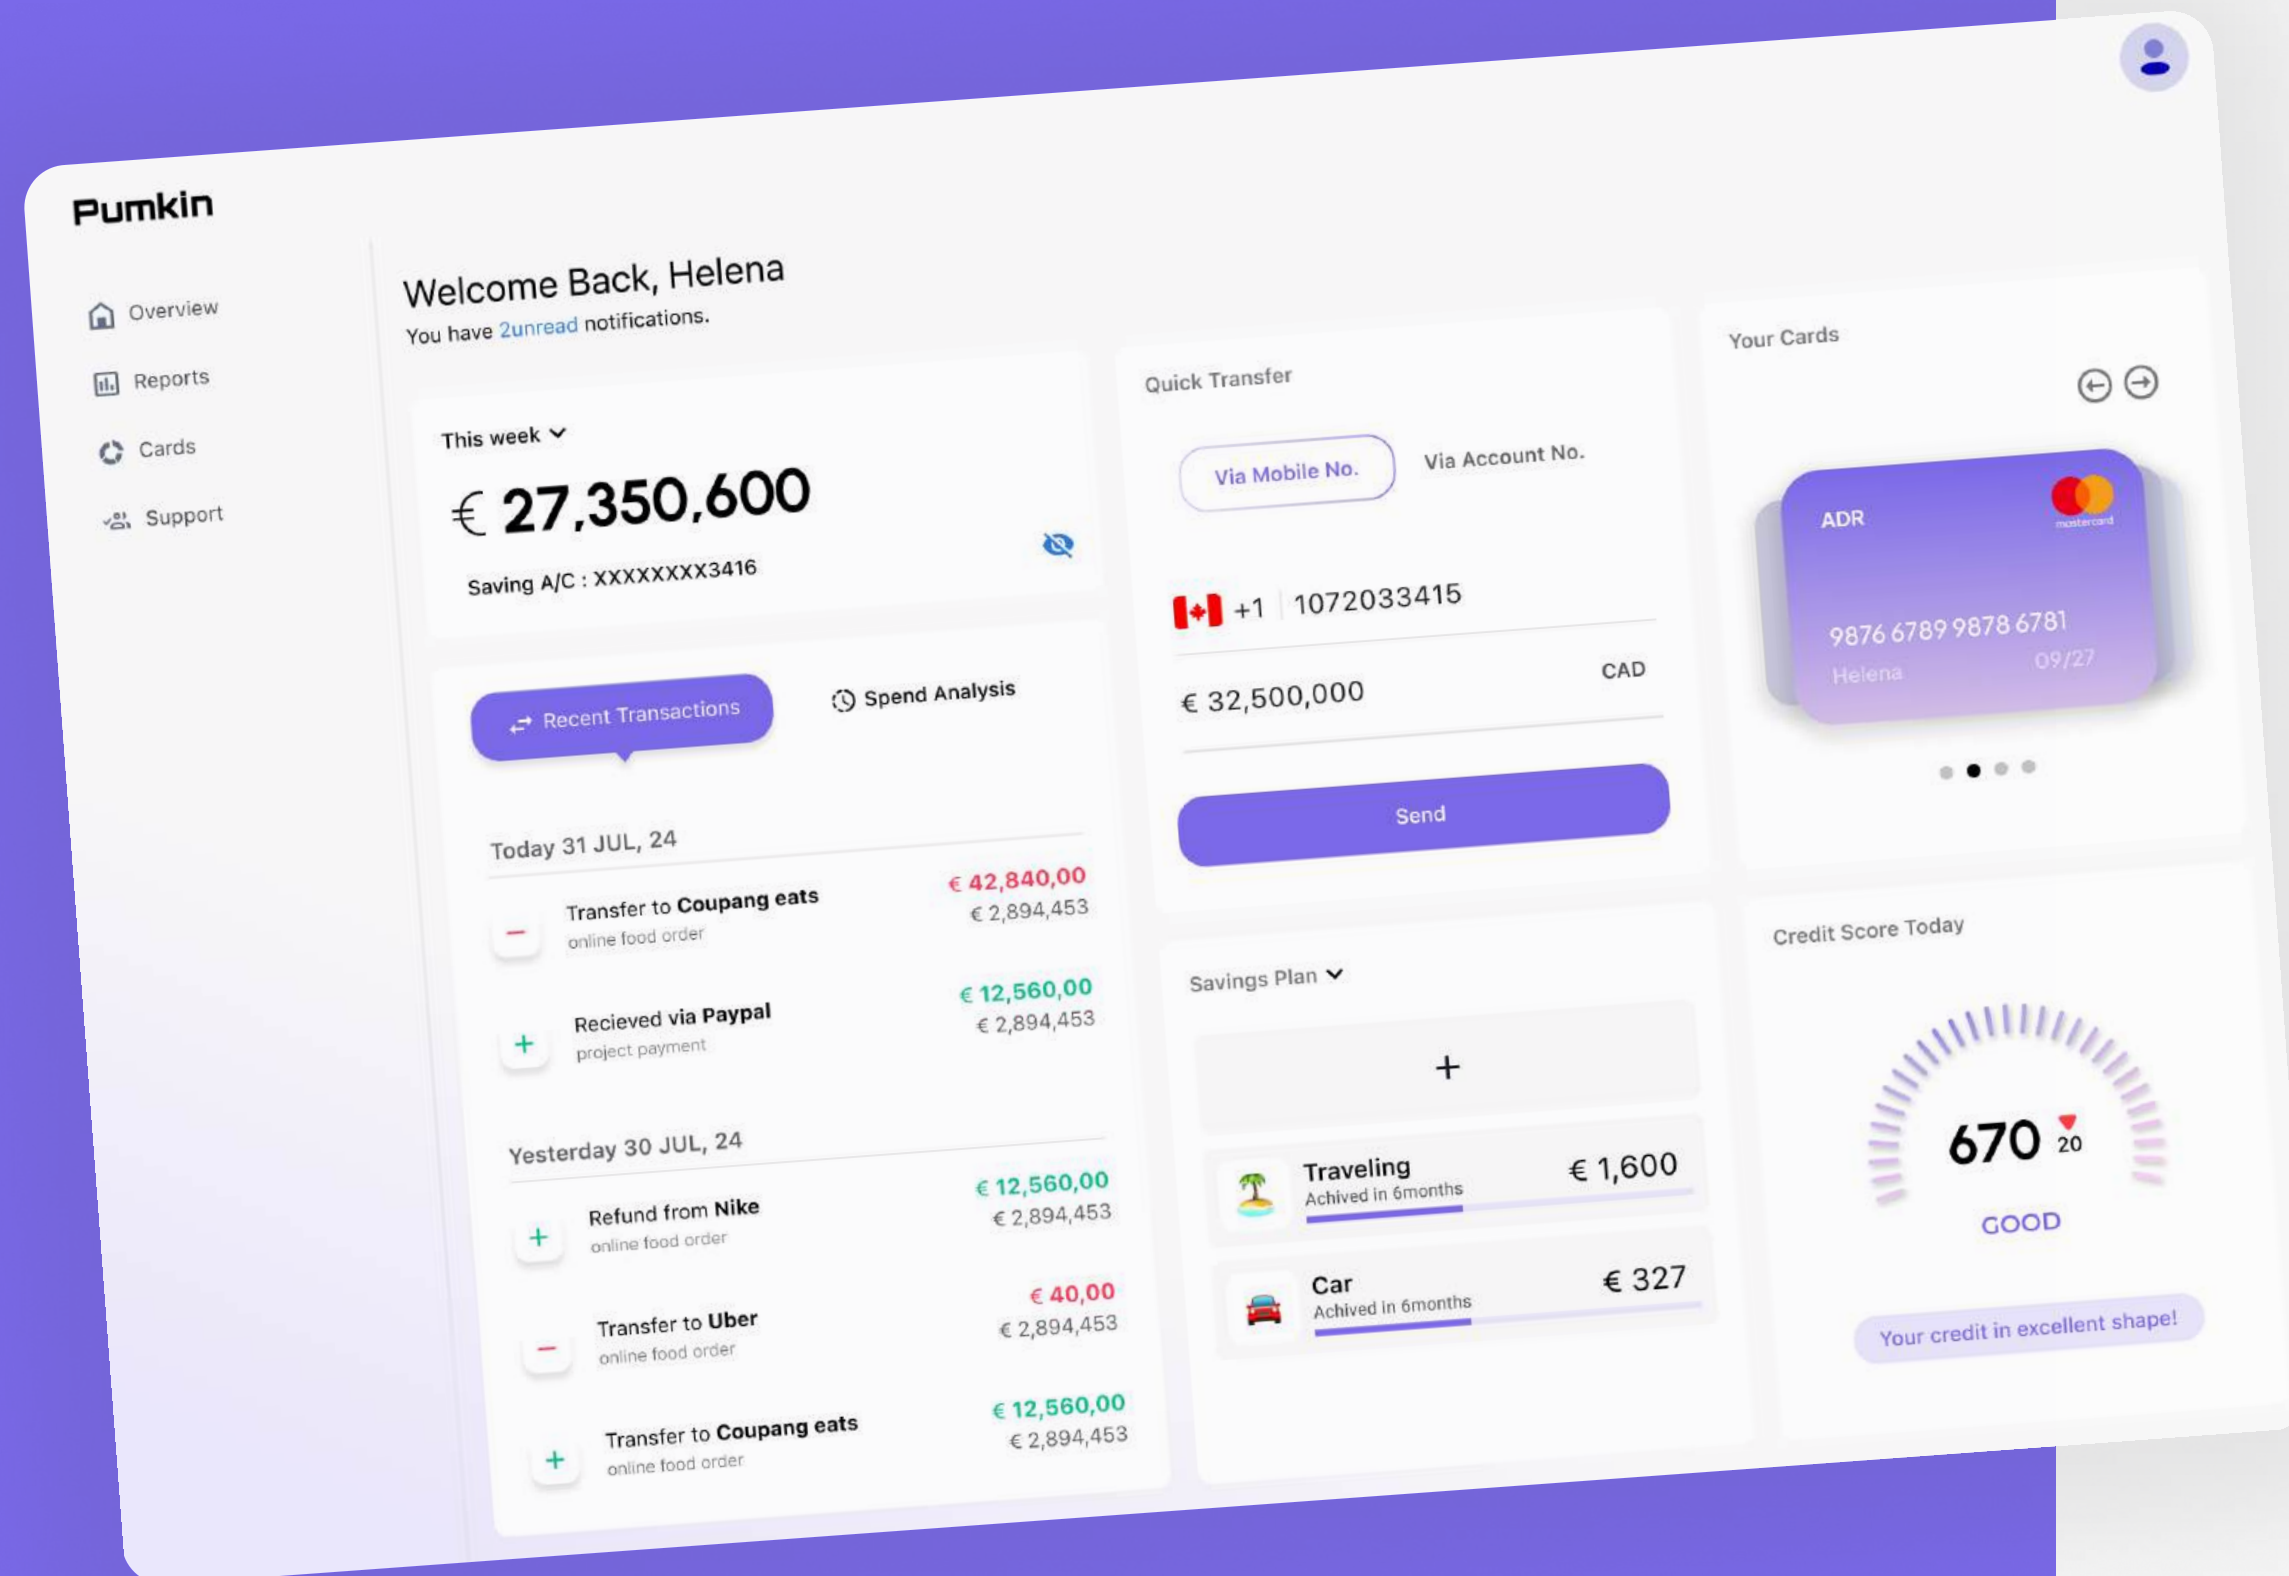 Pumkin
Overview
Reports
Cards
Support
Welcome Back, Helena
You have 2unread notifications.
This week
€ 27,350,600
Saving A/C : XXXXXXXX3416
Recent Transactions
Spend Analysis
Today 31 JUL, 24
Transfer to Coupang eats
online food order
€ 42,840,00
€ 2,894,453
Recieved via Paypal
project payment
€ 12,560,00
€ 2,894,453
Yesterday 30 JUL, 24
Refund from Nike
online food order
€ 12,560,00
€ 2,894,453
Transfer to Uber
online food order
€ 40,00
€ 2,894,453
Transfer to Coupang eats
online food order
€ 12,560,00
€ 2,894,453
Quick Transfer
Via Mobile No.
Via Account No.
+1 1072033415
€ 32,500,000
CAD
Send
Savings Plan
+
Traveling
Achived in 6months
€ 1,600
Car
Achived in 6months
€ 327
Your Cards
ADR
mastercard
9876 6789 9878 6781
Helena
09/27
Credit Score Today
670
20
GOOD
Your credit in excellent shape!